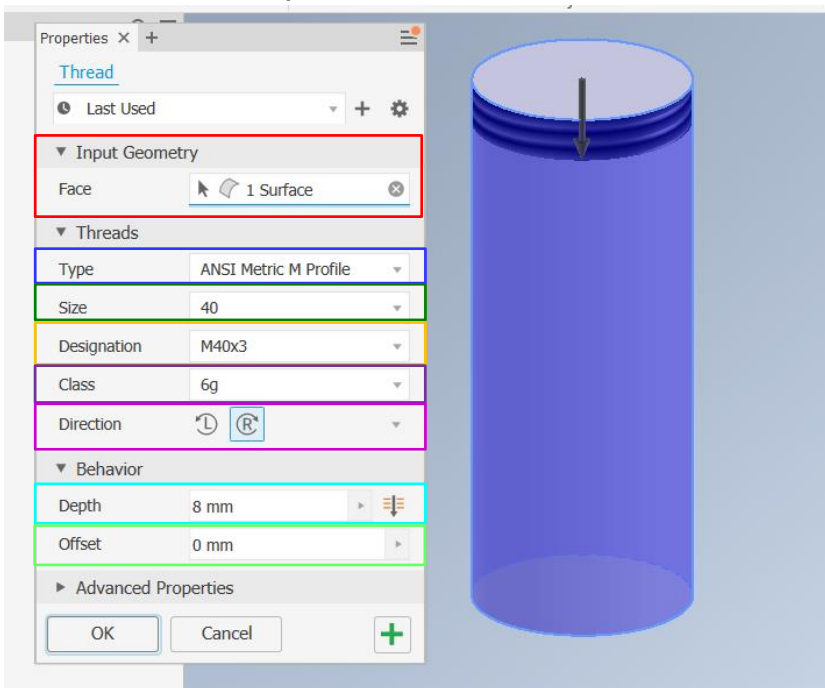 Properties × +
Thread
Last Used
Input Geometry
Face 1 Surface
Threads
Type ANSI Metric M Profile
Size 40
Designation M40x3
Class 6g
Direction L R
Behavior
Depth 8 mm
Offset 0 mm
Advanced Properties
OK Cancel